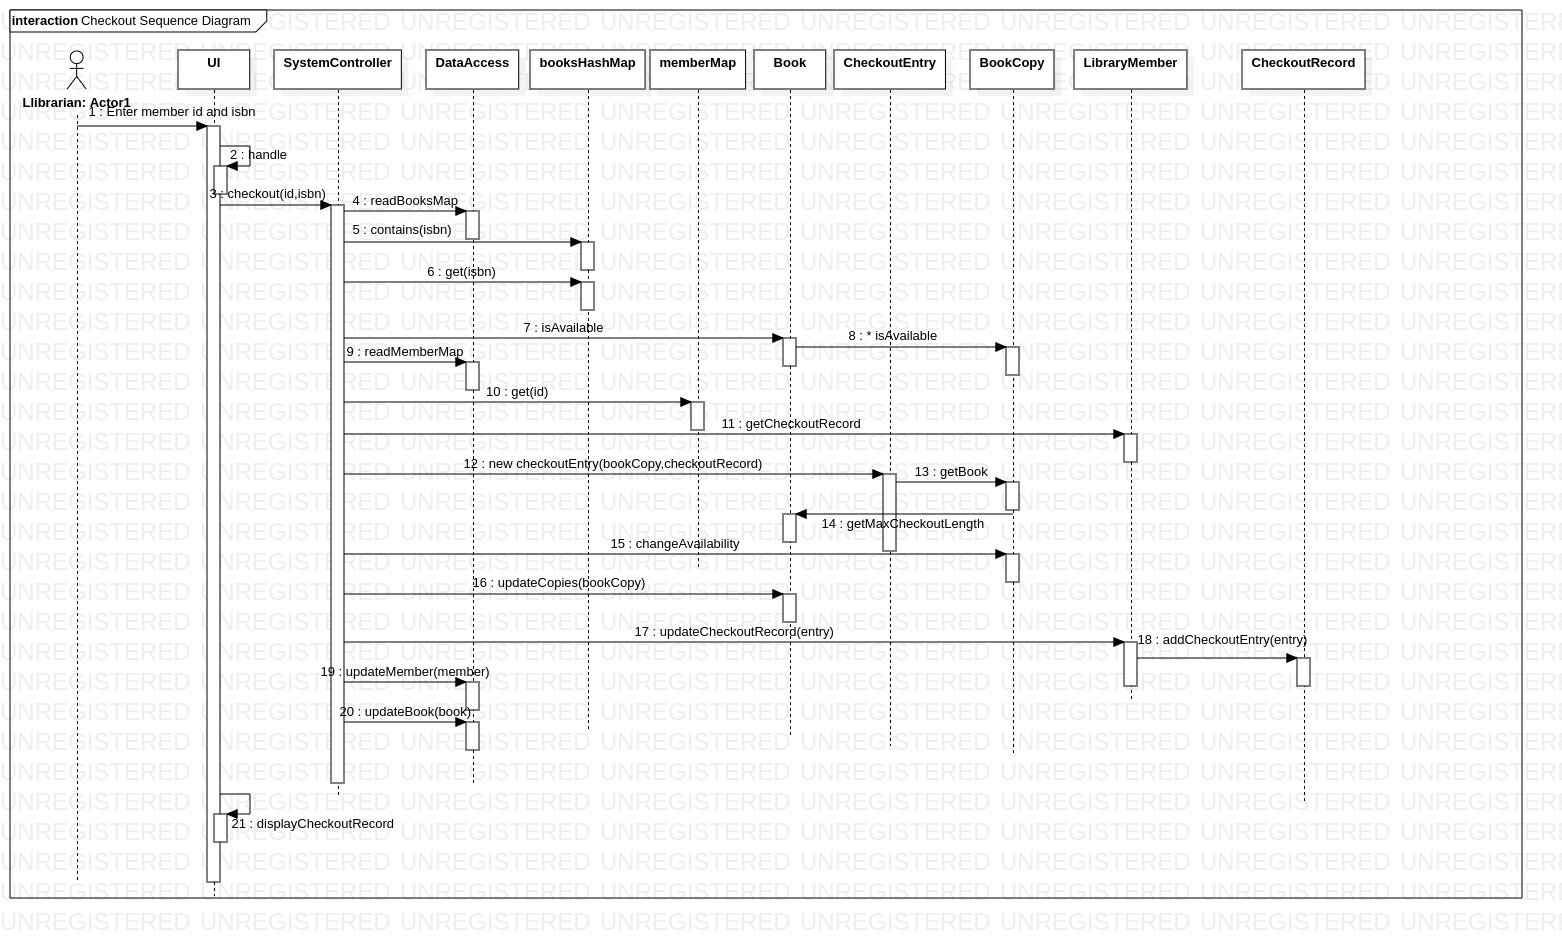 interaction Checkout Sequence Diagram
UI
SystemController
DataAccess
booksHashMap
memberMap
Book
CheckoutEntry
BookCopy
LibraryMember
CheckoutRecord
Llibrarian: Actor1
1 : Enter member id and isbn
2 : handle
3 : checkout(id,isbn)
4 : readBooksMap
5 : contains(isbn)
6 : get(isbn)
7 : isAvailable
8 : * isAvailable
9 : readMemberMap
10 : get(id)
11 : getCheckoutRecord
12 : new checkoutEntry(bookCopy,checkoutRecord)
13 : getBook
14 : getMaxCheckoutLength
15 : changeAvailability
16 : updateCopies(bookCopy)
17 : updateCheckoutRecord(entry)
18 : addCheckoutEntry(entry)
19 : updateMember(member)
20 : updateBook(book)
21 : displayCheckoutRecord
UNREGISTERED